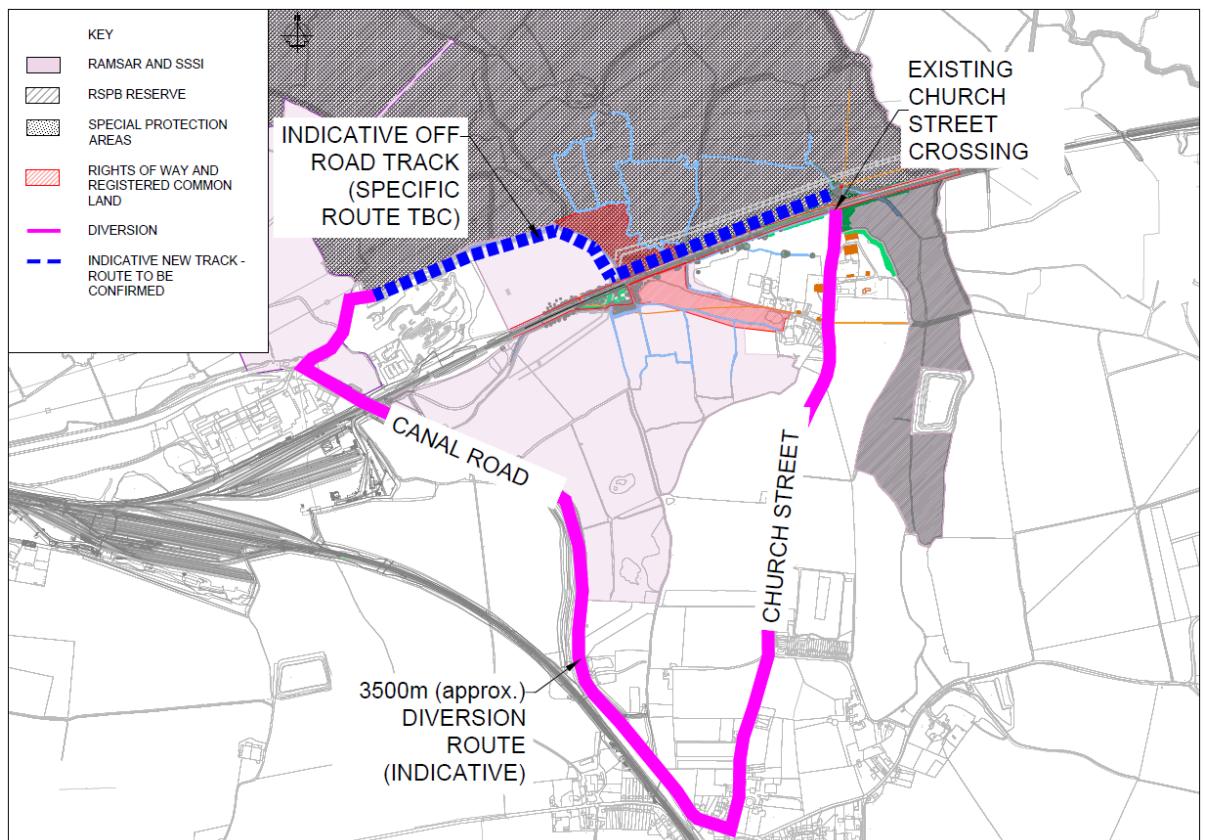 KEY
RAMSAR AND SSSI
RSPB RESERVE
SPECIAL PROTECTION
AREAS
RIGHTS OF WAY AND
REGISTERED COMMON
LAND
DIVERSION
INDICATIVE NEW TRACK -
ROUTE TO BE
CONFIRMED
INDICATIVE OFF
ROAD TRACK
(SPECIFIC
ROUTE TBC)
EXISTING
CHURCH
STREET
CROSSING
CANAL ROAD
CHURCH STREET
3500m (approx.)
DIVERSION
ROUTE
(INDICATIVE)